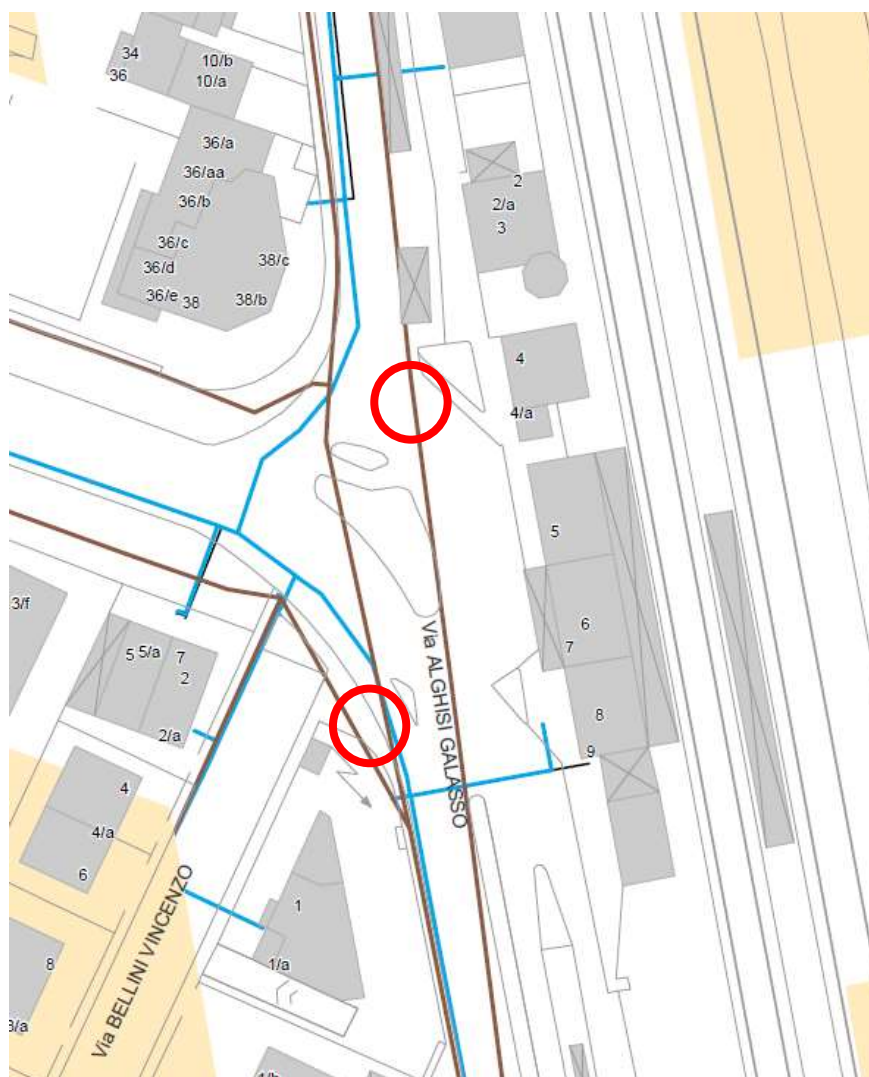 34
10/b
36
10/a
36/a
36/aa
2
36/b
2/a
3
36/c
38/c
36/d
36/e
38
38/b
4
4/a
5
3/f
6
5
5/a
7
7
2
Via ALGHISI GALASSO
8
2/a
9
4
4/a
6
1
Via BELLINI VINCENZO
8
1/a